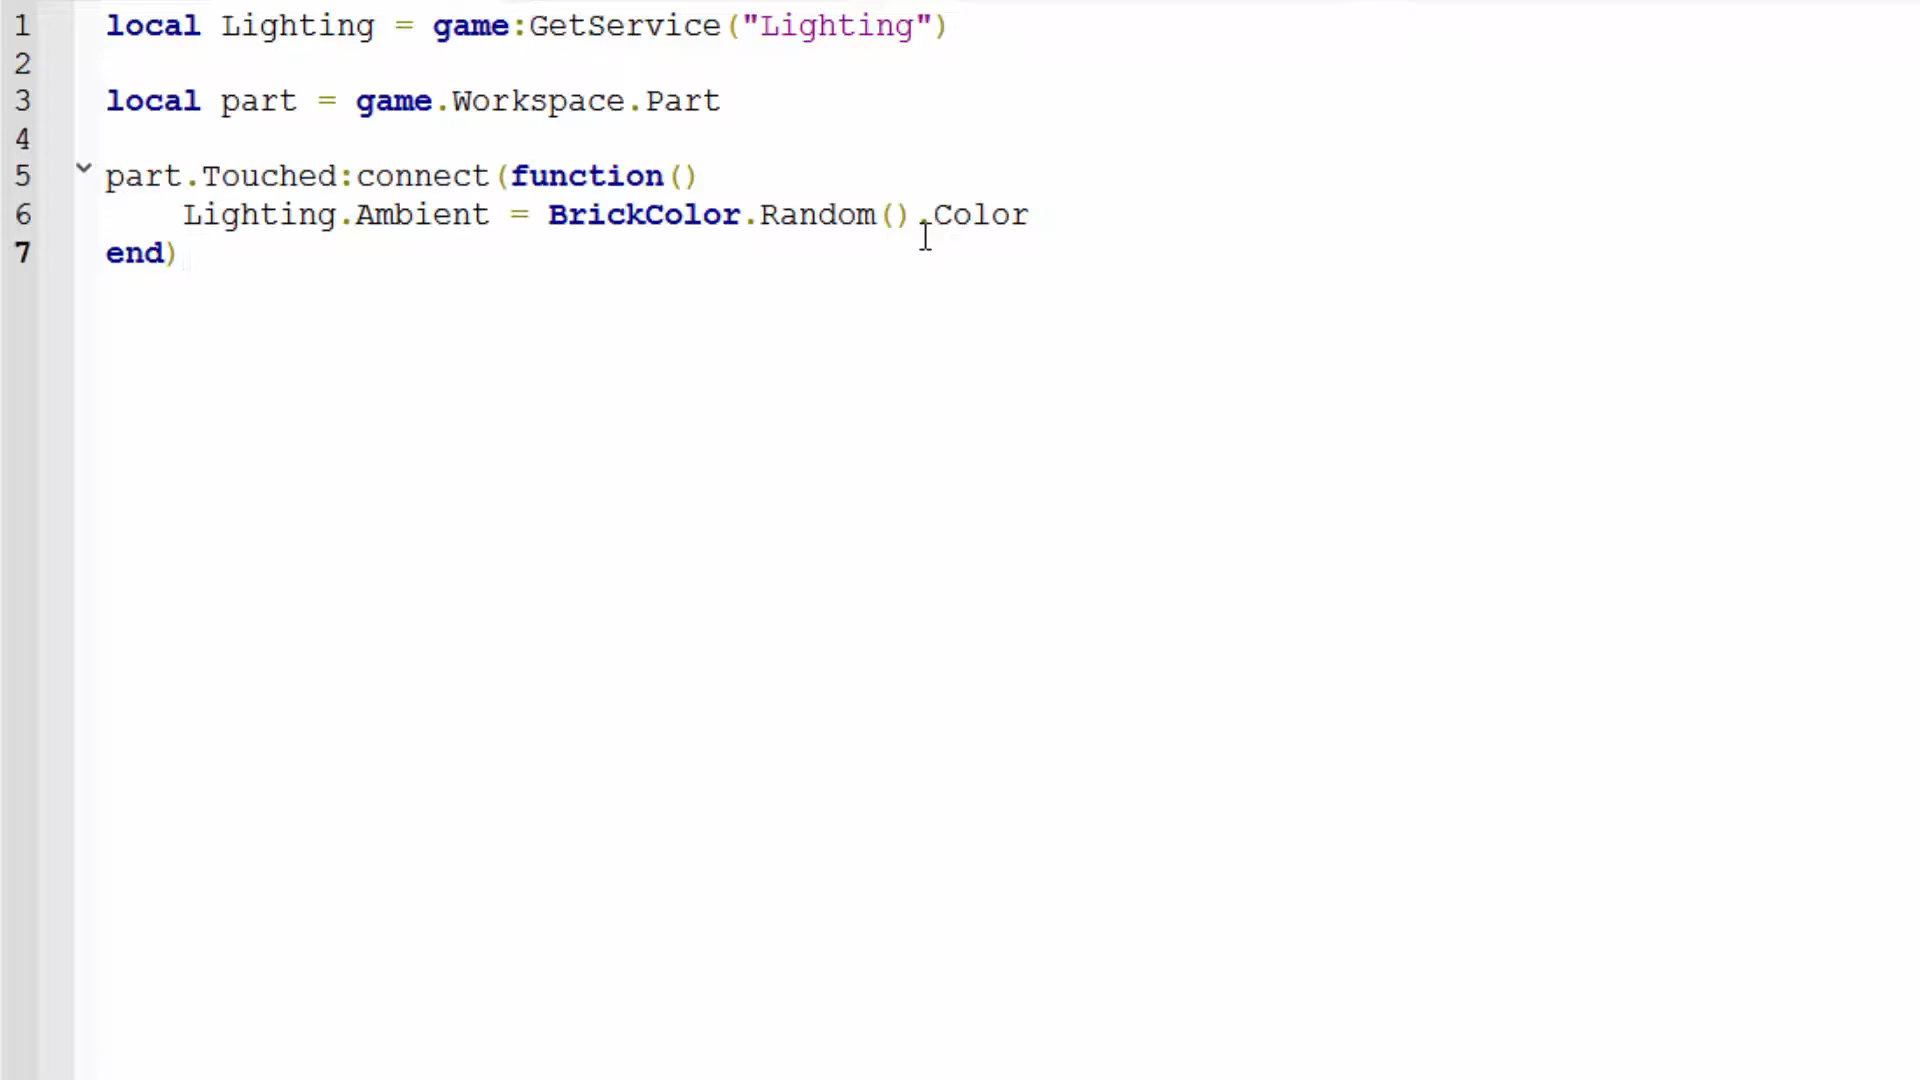 1 local Lighting = game:GetService("Lighting")
2
3 local part = game.Workspace.Part
4
5 part.Touched:connect(function()
6 Lighting.Ambient = BrickColor.Random().Color
7 end)